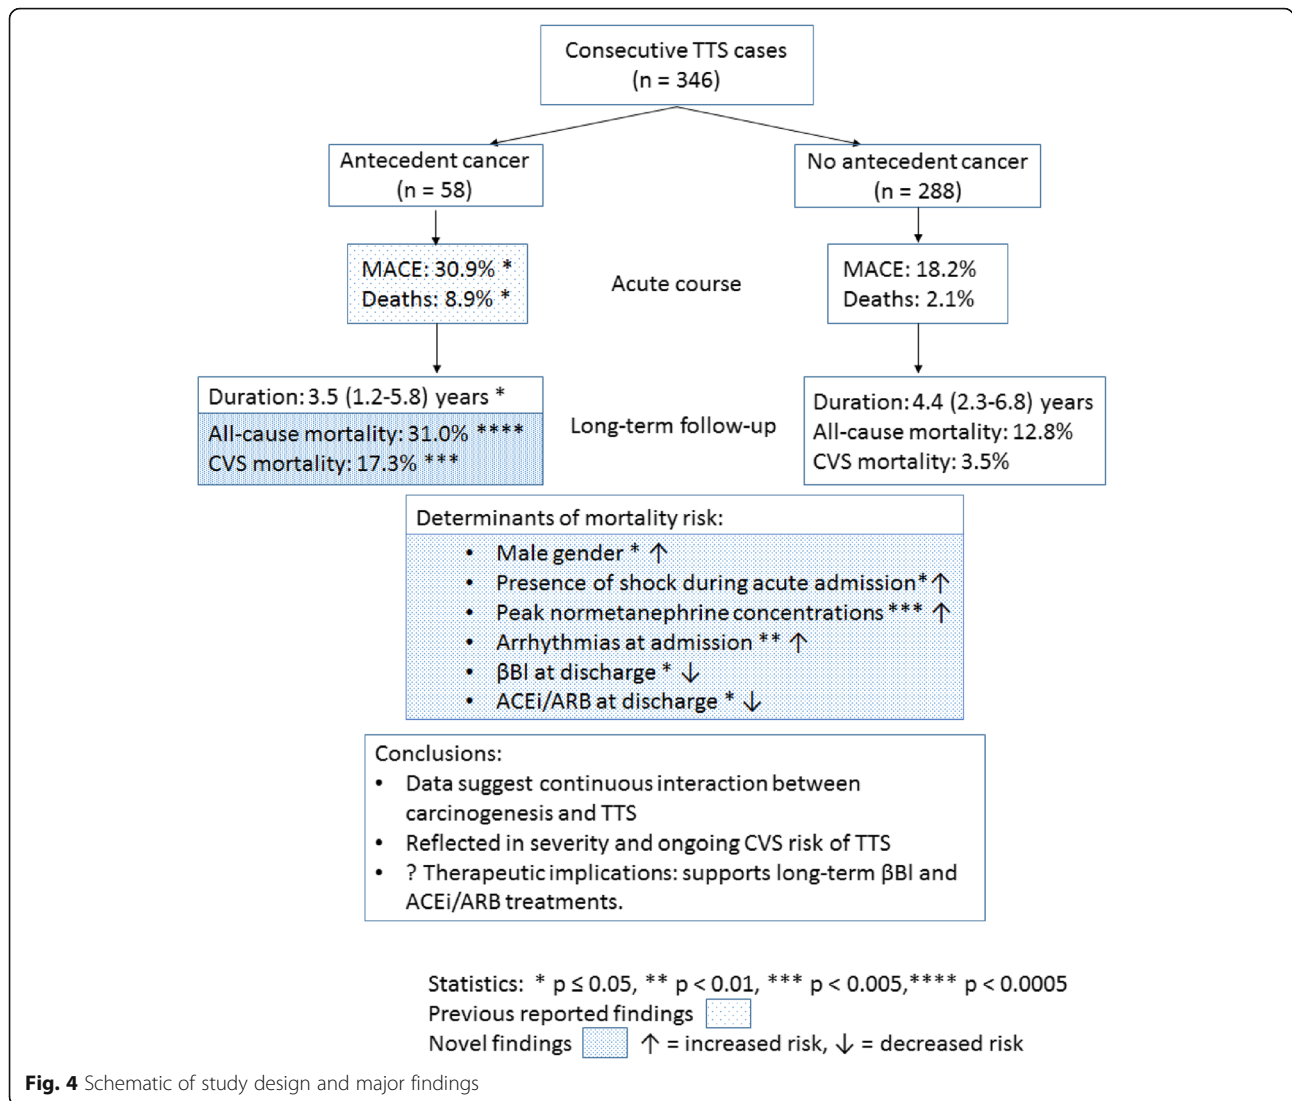 Consecutive TTS cases
(n = 346)
Antecedent cancer
(n = 58)
No antecedent cancer
(n = 288)
MACE: 30.9% *
Deaths: 8.9% *
Acute course
MACE: 18.2%
Deaths: 2.1%
Duration: 3.5 (1.2-5.8) years *
All-cause mortality: 31.0% ****
CVS mortality: 17.3% ***
Long-term follow-up
Duration: 4.4 (2.3-6.8) years
All-cause mortality: 12.8%
CVS mortality: 3.5%
Determinants of mortality risk:
• Male gender * ↑
• Presence of shock during acute admission* ↑
• Peak normetanephrine concentrations *** ↑
• Arrhythmias at admission ** ↑
• βBl at discharge * ↓
• ACEi/ARB at discharge * ↓
Conclusions:
• Data suggest continuous interaction between
carcinogenesis and TTS
• Reflected in severity and ongoing CVS risk of TTS
• ? Therapeutic implications: supports long-term βBl and
ACEi/ARB treatments.
Statistics: * p ≤ 0.05, ** p < 0.01, *** p < 0.005,**** p < 0.0005
Previous reported findings
Novel findings ↑ = increased risk, ↓ = decreased risk
Fig. 4 Schematic of study design and major findings